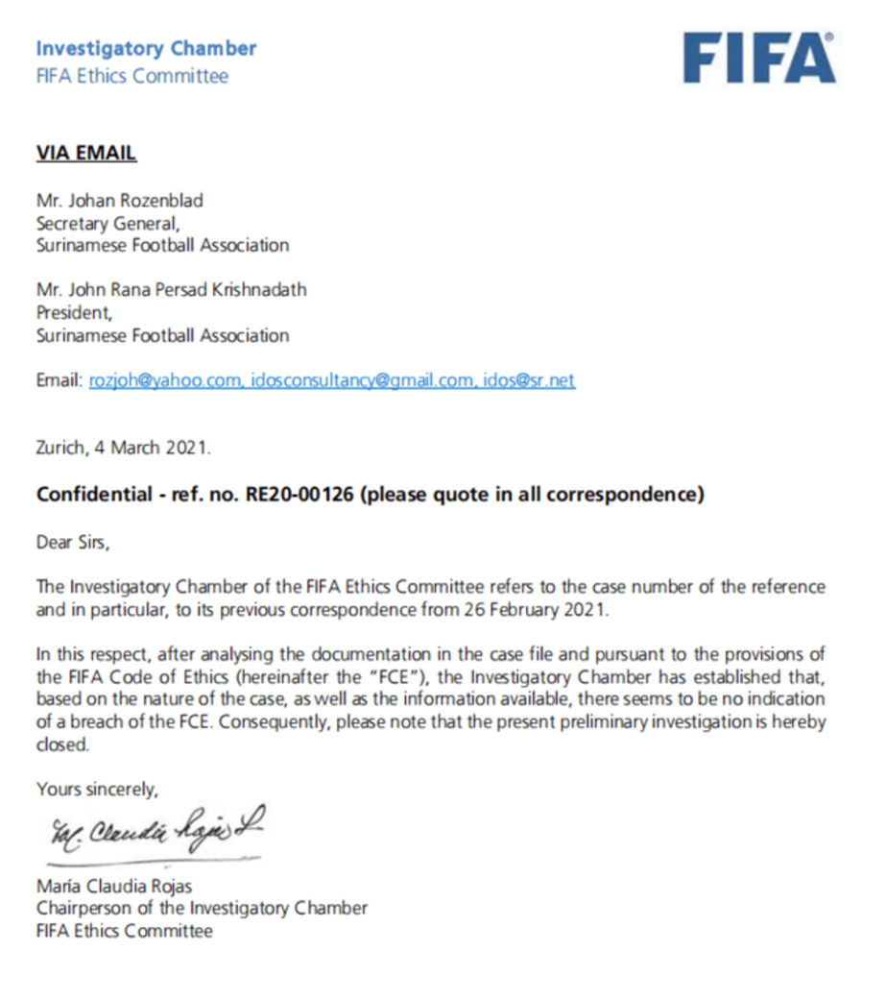 Investigatory Chamber
FIFA Ethics Committee
FIFA®
VIA EMAIL
Mr. Johan Rozenblad
Secretary General,
Surinamese Football Association
Mr. John Rana Persad Krishnadath
President,
Surinamese Football Association
Email: rozjoh@yahoo.com, idosconsultancy@gmail.com, idos@sr.net
Zurich, 4 March 2021.
Confidential - ref. no. RE20-00126 (please quote in all correspondence)
Dear Sirs,
The Investigatory Chamber of the FIFA Ethics Committee refers to the case number of the reference
and in particular, to its previous correspondence from 26 February 2021.
In this respect, after analysing the documentation in the case file and pursuant to the provisions of
the FIFA Code of Ethics (hereinafter the “FCE”), the Investigatory Chamber has established that,
based on the nature of the case, as well as the information available, there seems to be no indication
of a breach of the FCE. Consequently, please note that the present preliminary investigation is hereby
closed.
Yours sincerely,
Ma. Claudia Rojas L
María Claudia Rojas
Chairperson of the Investigatory Chamber
FIFA Ethics Committee